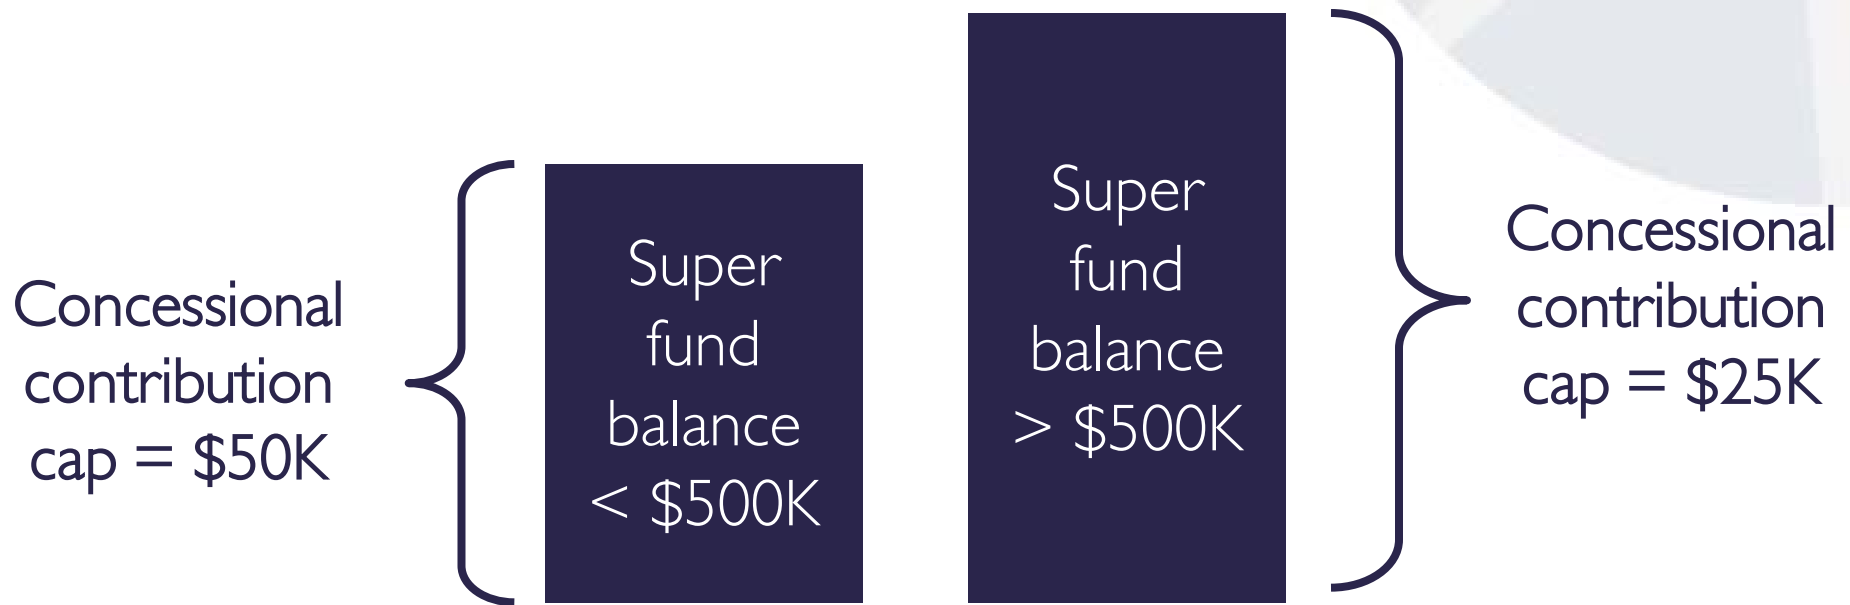 Concessional
contribution
cap = $50K
Super
fund
balance
< $500K
Super
fund
balance
> $500K
Concessional
contribution
cap = $25K